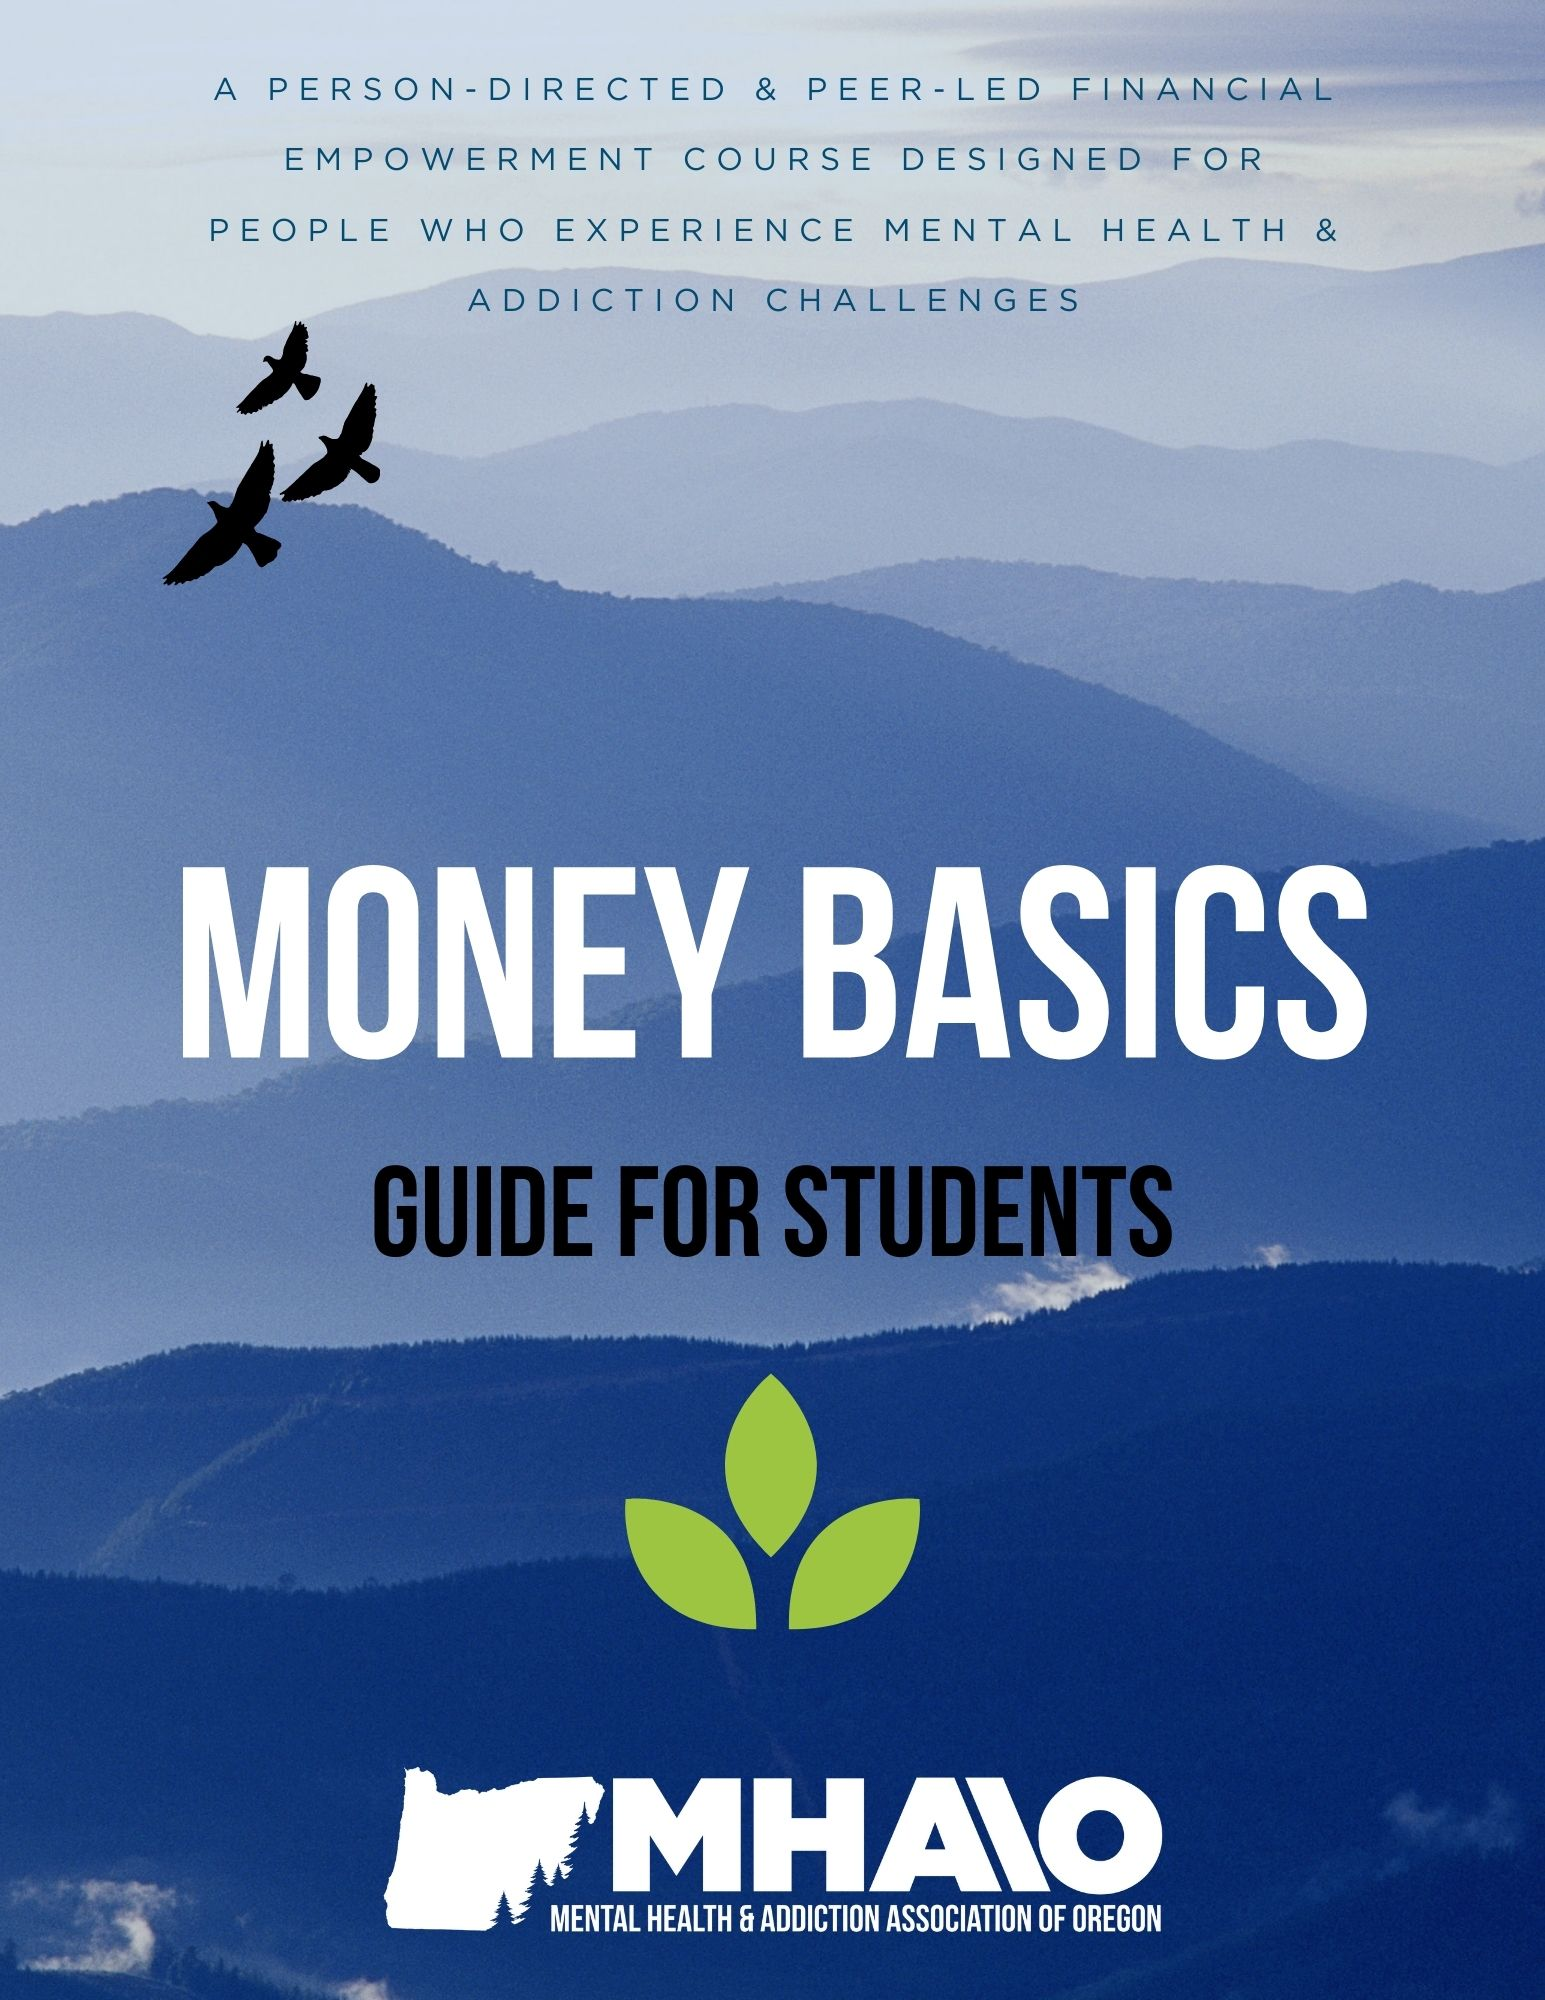 A PERSON-DIRECTED & PEER-LED FINANCIAL
EMPOWERMENT COURSE DESIGNED FOR
PEOPLE WHO EXPERIENCE MENTAL HEALTH &
ADDICTION CHALLENGES
MONEY BASICS
GUIDE FOR STUDENTS
MHAAO
MENTAL HEALTH & ADDICTION ASSOCIATION OF OREGON